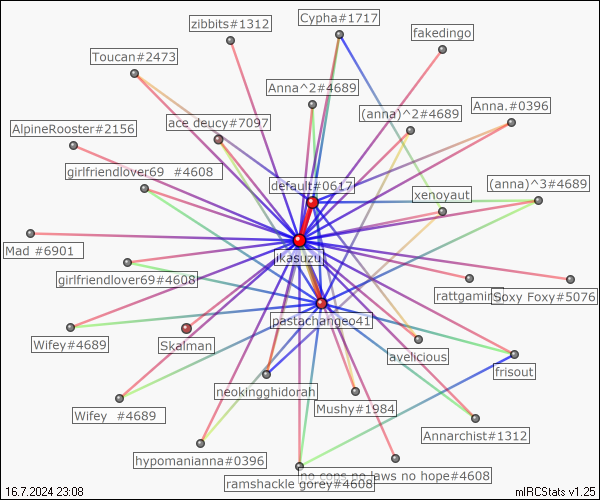 zibbits#1312
Cypha#1717
fakedingo
Toucan#2473
Anna^2#4689
(anna)^2#4689
Anna.#0396
ace deucy#7097
AlpineRooster#2156
girlfriendlover69 #4608
default#0617
xenoyaut
(anna)^3#4689
Mad #6901
ikasuzu
girlfriendlover69#4608
rattgamin
Soxy Foxy#5076
pastachangeo41
Wifey#4689
Skalman
avelicious
frisout
neokingghidorah
Mushy#1984
Wifey #4689
Annarchist#1312
hypomanianna#0396
no cops no laws no hope#4608
ramshackle gorey#4608
16.7.2024 23:08
mIRCStats v1.25